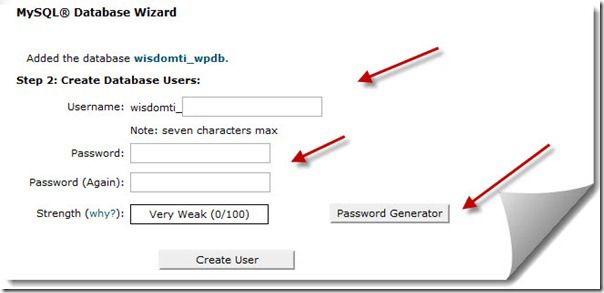 MySQL® Database Wizard
Added the database wisdomti_wpdb.
Step 2: Create Database Users:
Username: wisdomti_
Note: seven characters max
Password:
Password (Again):
Strength (why?): Very Weak (0/100) Password Generator
Create User